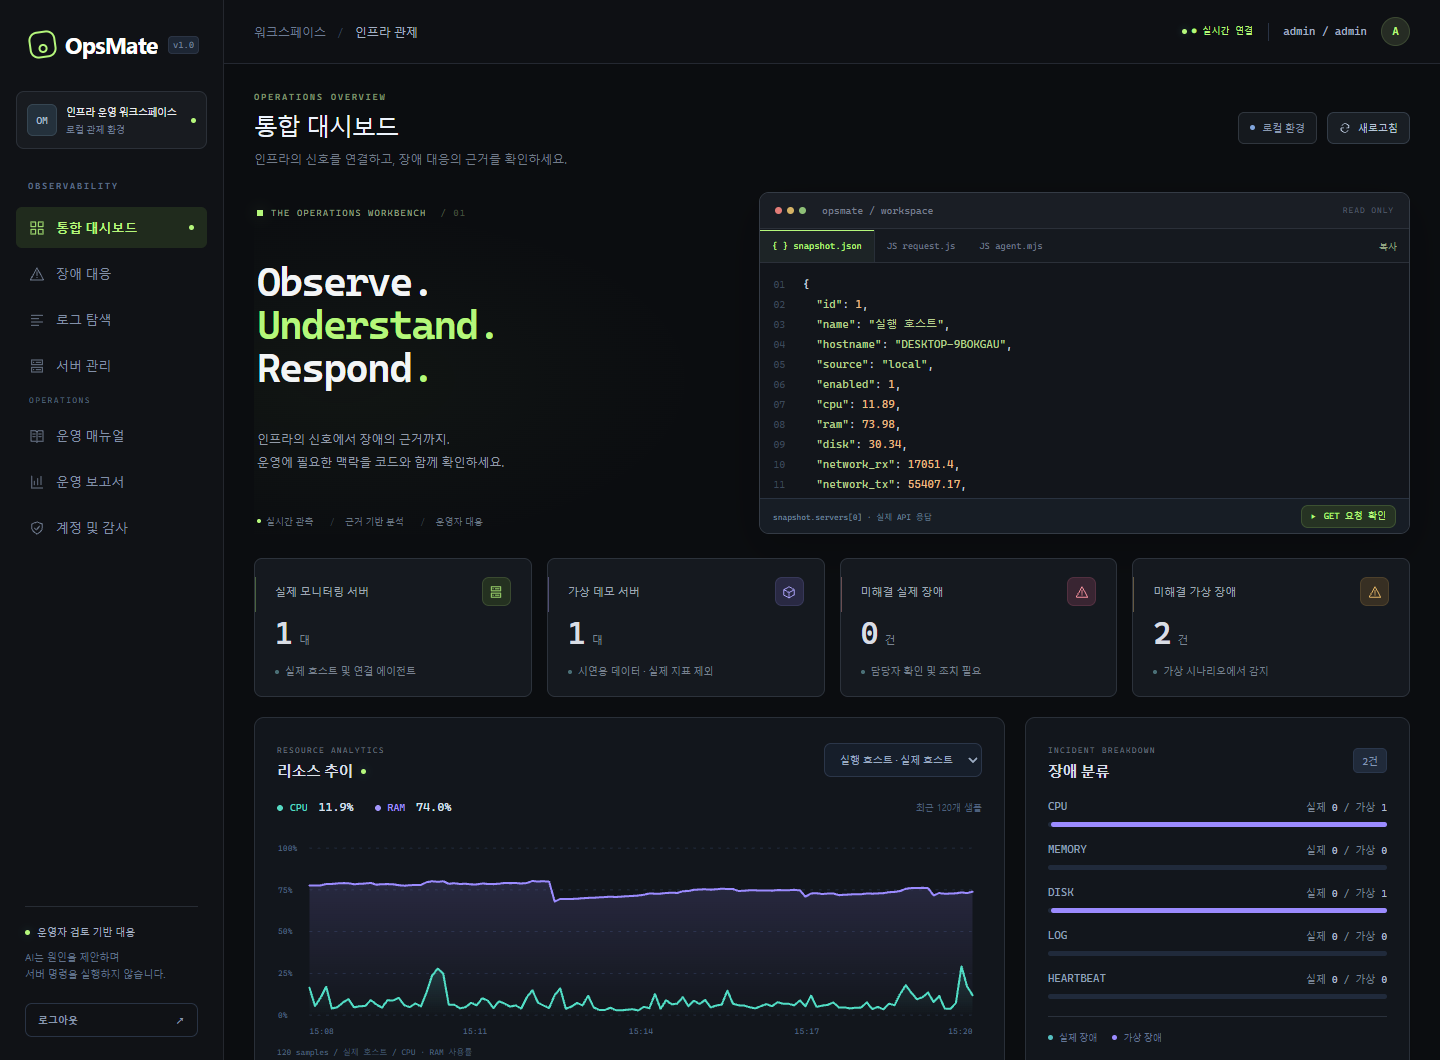 OpsMate v1.0
OM
인프라 운영 워크스페이스
로컬 관제 환경
OBSERVABILITY
통합 대시보드
장애 대응
로그 탐색
서버 관리
OPERATIONS
운영 매뉴얼
운영 보고서
계정 및 감사
운영자 검토 기반 대응
AI는 원인을 제안하며
서버 명령을 실행하지 않습니다.
로그아웃 ↗
워크스페이스 / 인프라 관제
실시간 연결
admin / admin
A
OPERATIONS OVERVIEW
통합 대시보드
인프라의 신호를 연결하고, 장애 대응의 근거를 확인하세요.
로컬 환경
새로고침
THE OPERATIONS WORKBENCH / 01
Observe.
Understand.
Respond.
인프라의 신호에서 장애의 근거까지.
운영에 필요한 맥락을 코드와 함께 확인하세요.
실시간 관측 / 근거 기반 분석 / 운영자 대응
opsmate / workspace
READ ONLY
{ } snapshot.json JS request.js JS agent.mjs
복사
01 {
02 "id": 1,
03 "name": "실행 호스트",
04 "hostname": "DESKTOP-9BOKGAU",
05 "source": "local",
06 "enabled": 1,
07 "cpu": 11.89,
08 "ram": 73.98,
09 "disk": 30.34,
10 "network_rx": 17051.4,
11 "network_tx": 55407.17,
snapshot.servers[0] · 실제 API 응답
▸ GET 요청 확인
실제 모니터링 서버
1 대
실제 호스트 및 연결 에이전트
가상 데모 서버
1 대
시연용 데이터 · 실제 지표 제외
미해결 실제 장애
0 건
담당자 확인 및 조치 필요
미해결 가상 장애
2 건
가상 시나리오에서 감지
RESOURCE ANALYTICS
리소스 추이
실행 호스트 · 실제 호스트
CPU 11.9% RAM 74.0%
최근 120개 샘플
100%
75%
50%
25%
0%
15:08 15:11 15:14 15:17 15:20
120 samples / 실제 호스트 / CPU · RAM 사용률
INCIDENT BREAKDOWN
장애 분류
2건
CPU 실제 0 / 가상 1
MEMORY 실제 0 / 가상 0
DISK 실제 0 / 가상 1
LOG 실제 0 / 가상 0
HEARTBEAT 실제 0 / 가상 0
실제 장애 가상 장애